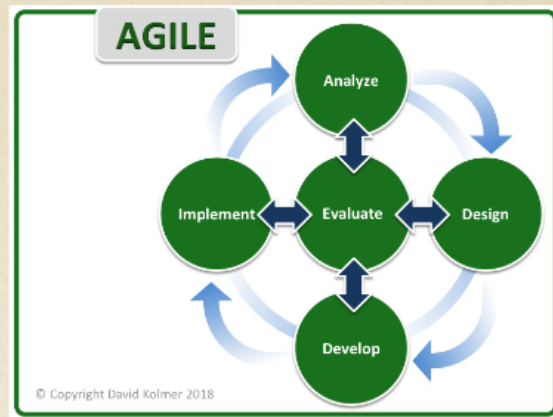 AGILE
Analyze
Implement
Evaluate
Design
Develop
© Copyright David Kolmer 2018